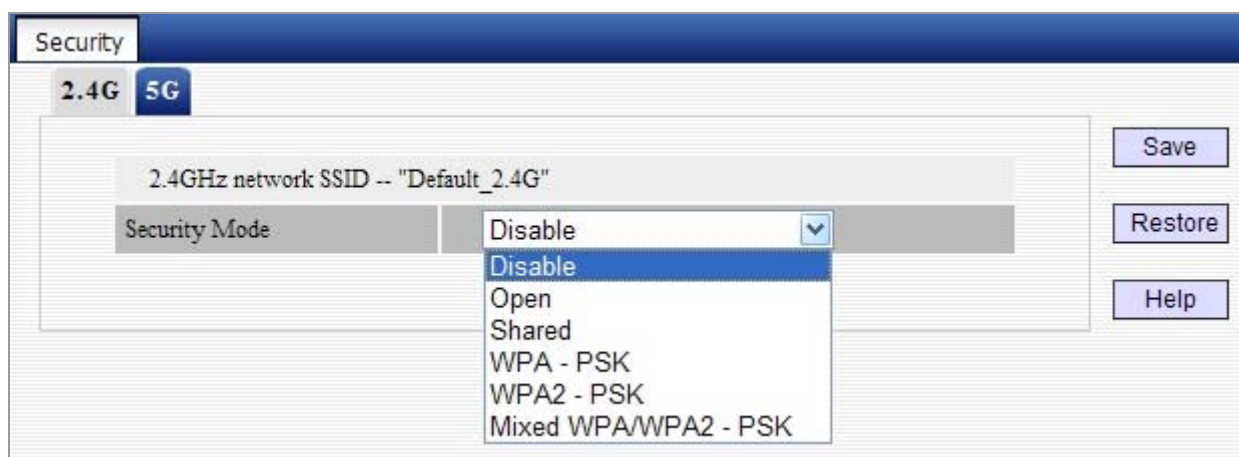 Security
2.4G 5G
2.4GHz network SSID -- "Default_2.4G"
Security Mode Disable
Disable
Open
Shared
WPA - PSK
WPA2 - PSK
Mixed WPA/WPA2 - PSK
Save
Restore
Help